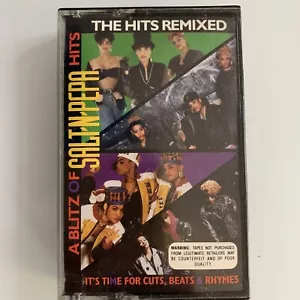 THE HITS REMIXED
A BLITZ OF SALT'N'PEPA HITS
WARNING: TAPES NOT PURCHASED
FROM LEGITIMATE RETAILERS MAY
BE COUNTERFEIT AND OF POOR
QUALITY
IT'S TIME FOR CUTS, BEATS & RHYMES